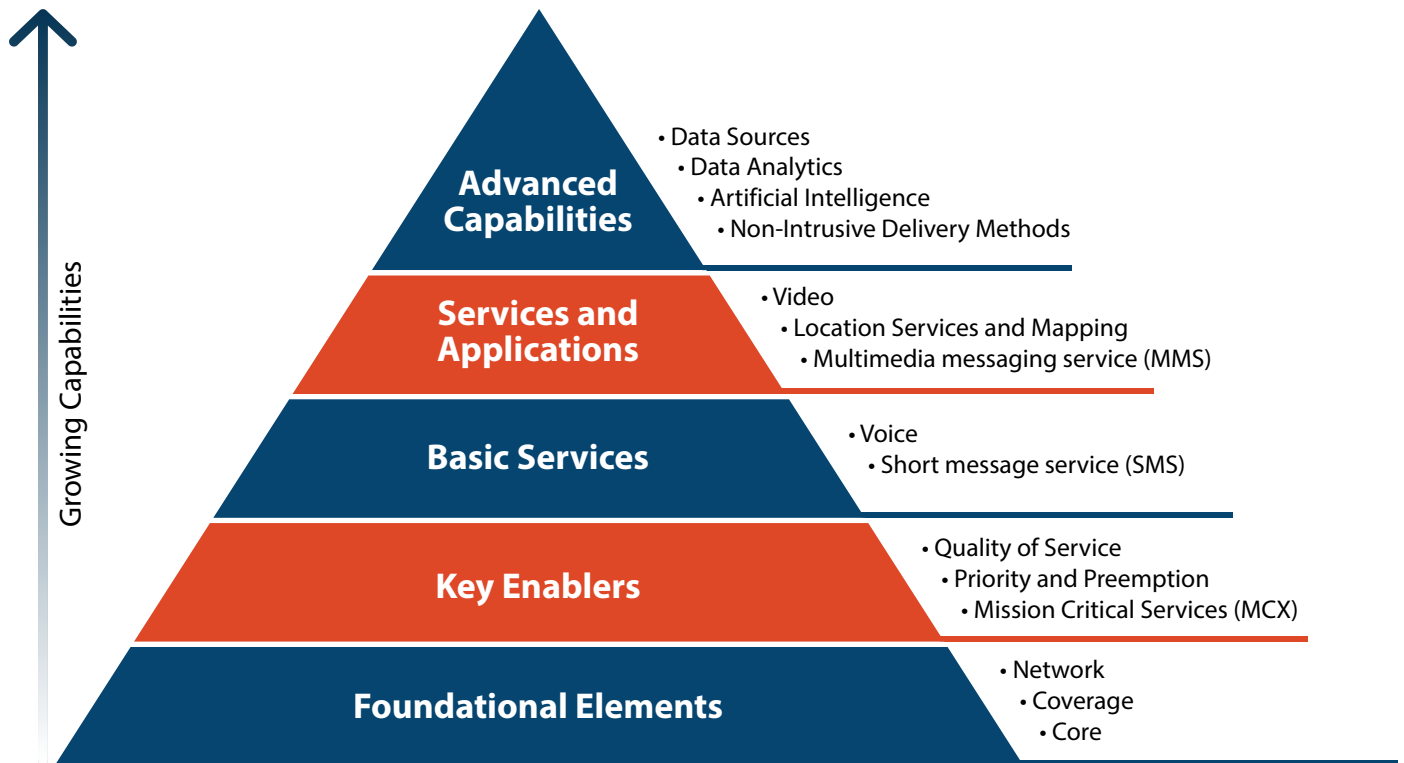 Growing Capabilities
Advanced
Capabilities
• Data Sources
• Data Analytics
• Artificial Intelligence
• Non-Intrusive Delivery Methods
Services and
Applications
• Video
• Location Services and Mapping
• Multimedia messaging service (MMS)
Basic Services
• Voice
• Short message service (SMS)
Key Enablers
• Quality of Service
• Priority and Preemption
• Mission Critical Services (MCX)
Foundational Elements
• Network
• Coverage
• Core